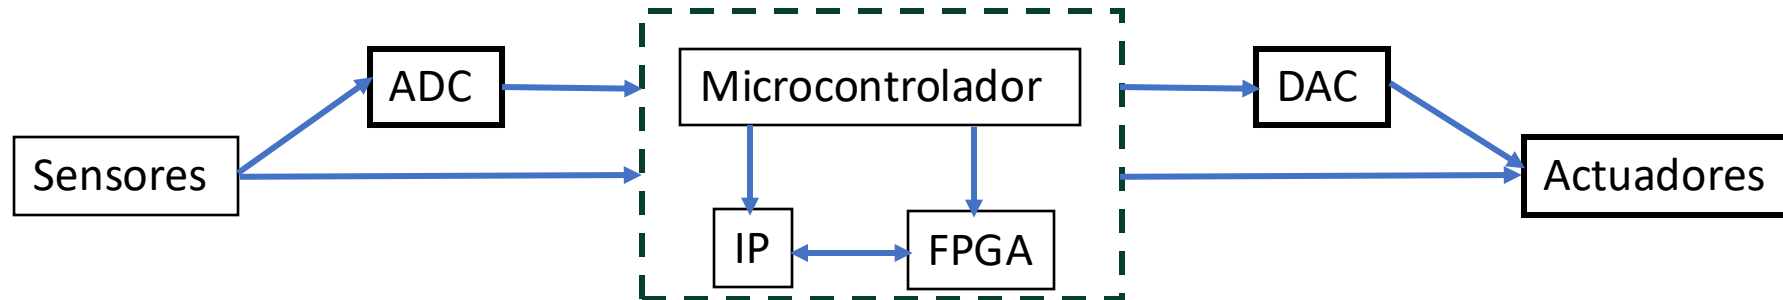 Sensores
ADC
Microcontrolador
IP
FPGA
DAC
Actuadores